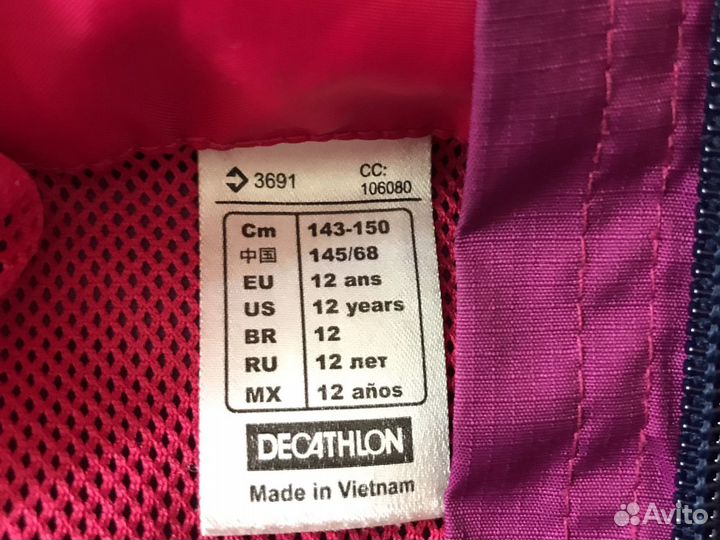 3691 CC: 106080
Cm 143-150
中国 145/68
EU 12 ans
US 12 years
BR 12
RU 12 лет
MX 12 años
DECATHLON
Made in Vietnam
Avito